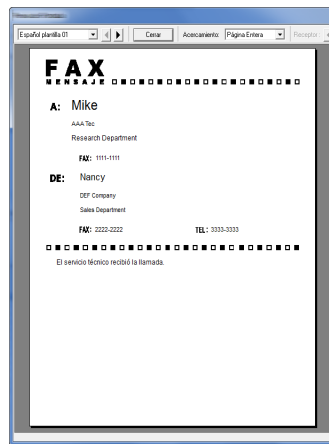 Español plantilla 01
Cerrar
Acercamiento:
Página Entera
Receptor:
FAX
MENSAJE
A: Mike
AAA Tec
Research Department
FAX: 1111-1111
DE: Nancy
DEF Company
Sales Department
FAX: 2222-2222 TEL: 3333-3333
El servicio técnico recibió la llamada.